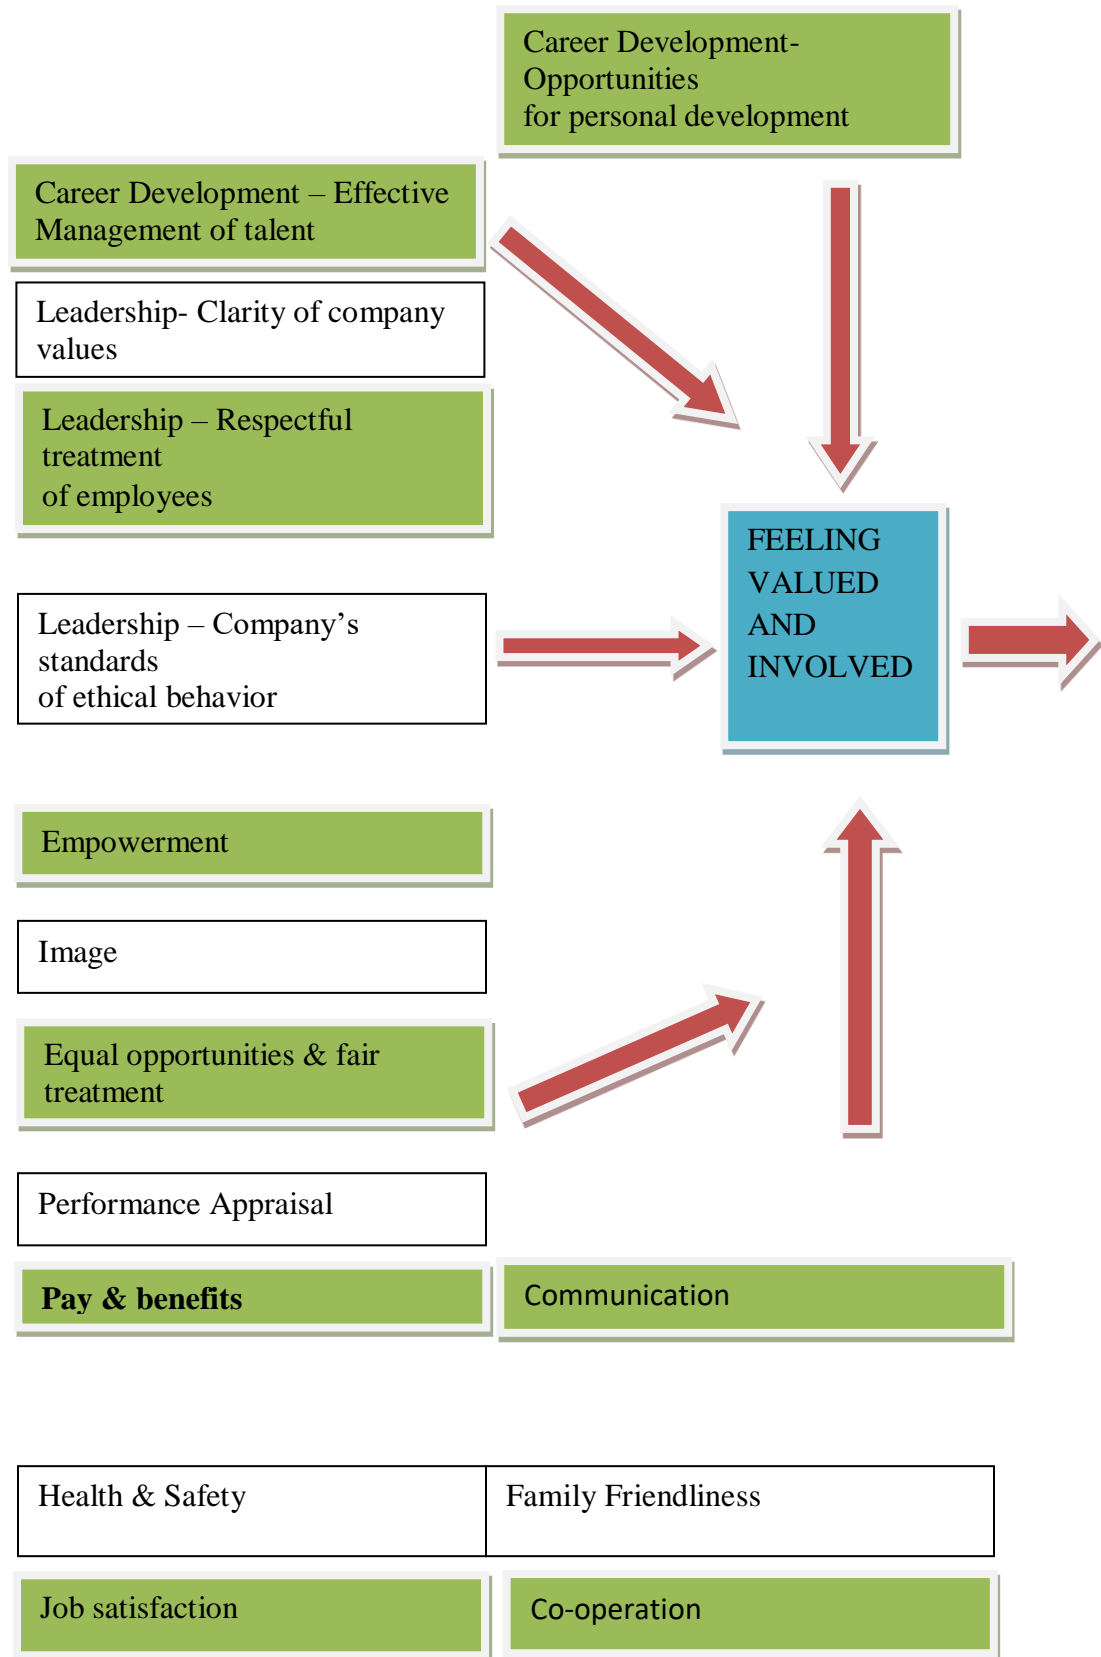 Career Development-
Opportunities
for personal development
Career Development – Effective
Management of talent
Leadership- Clarity of company
values
Leadership – Respectful
treatment
of employees
FEELING
VALUED
AND
INVOLVED
Leadership – Company’s
standards
of ethical behavior
Empowerment
Image
Equal opportunities & fair
treatment
Performance Appraisal
Pay & benefits
Communication
Health & Safety
Family Friendliness
Job satisfaction
Co-operation